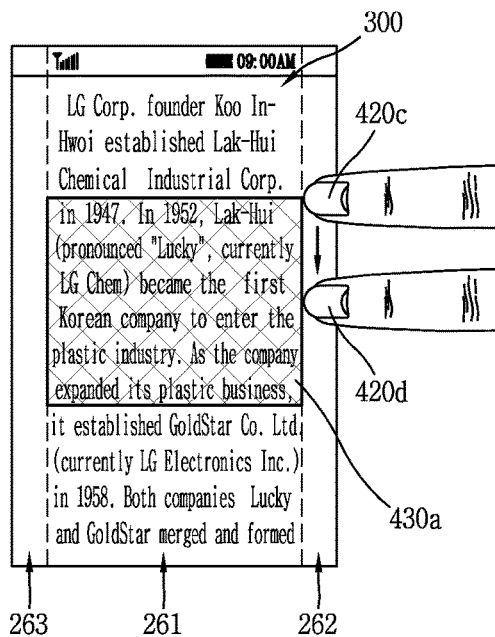 09:00AM
300
LG Corp. founder Koo In-
Hwoi established Lak-Hui
Chemical Industrial Corp.
in 1947. In 1952, Lak-Hui
(pronounced "Lucky", currently
LG Chem) became the first
Korean company to enter the
plastic industry. As the company
expanded its plastic business,
it established GoldStar Co. Ltd
(currently LG Electronics Inc.)
in 1958. Both companies Lucky
and GoldStar merged and formed
420c
420d
430a
263
261
262